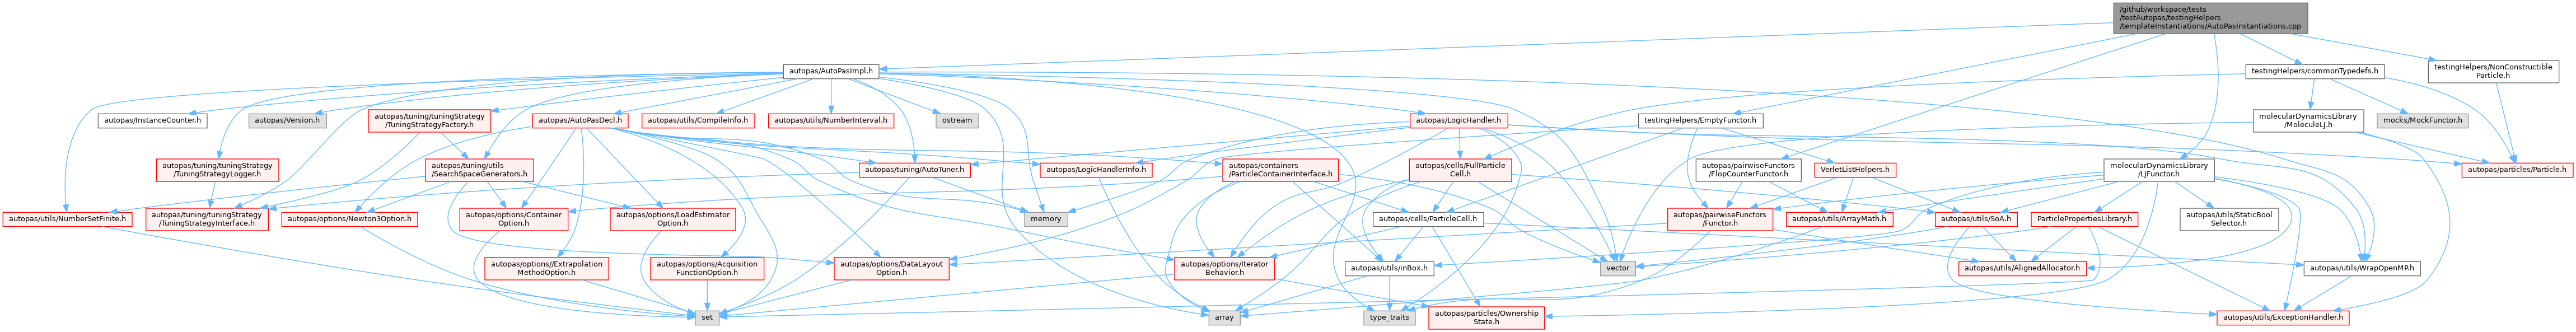 /github/workspace/tests
/testAutopas/testingHelpers
/templateInstantiations/AutoPasInstantiations.cpp
autopas/AutoPasImpl.h
testingHelpers/commonTypedefs.h
testingHelpers/NonConstructible
Particle.h
autopas/InstanceCounter.h
autopas/Version.h
autopas/tuning/tuningStrategy
/TuningStrategyFactory.h
autopas/AutoPasDecl.h
autopas/utils/CompileInfo.h
autopas/utils/NumberInterval.h
ostream
autopas/LogicHandler.h
testingHelpers/EmptyFunctor.h
molecularDynamicsLibrary
/MoleculeLJ.h
mocks/MockFunctor.h
autopas/tuning/tuningStrategy
/TuningStrategyLogger.h
autopas/tuning/utils
/SearchSpaceGenerators.h
autopas/tuning/AutoTuner.h
autopas/LogicHandlerInfo.h
autopas/containers
/ParticleContainerInterface.h
autopas/cells/FullParticle
Cell.h
autopas/pairwiseFunctors
/FlopCounterFunctor.h
VerletListHelpers.h
molecularDynamicsLibrary
/LJFunctor.h
autopas/particles/Particle.h
autopas/utils/NumberSetFinite.h
autopas/tuning/tuningStrategy
/TuningStrategyInterface.h
autopas/options/Newton3Option.h
autopas/options/Container
Option.h
autopas/options/LoadEstimator
Option.h
memory
autopas/cells/ParticleCell.h
autopas/pairwiseFunctors
/Functor.h
autopas/utils/ArrayMath.h
autopas/utils/SoA.h
ParticlePropertiesLibrary.h
autopas/utils/StaticBool
Selector.h
autopas/options//Extrapolation
MethodOption.h
autopas/options/Acquisition
FunctionOption.h
autopas/options/DataLayout
Option.h
autopas/options/Iterator
Behavior.h
autopas/utils/inBox.h
vector
autopas/utils/AlignedAllocator.h
autopas/utils/WrapOpenMP.h
set
array
type_traits
autopas/particles/Ownership
State.h
autopas/utils/ExceptionHandler.h